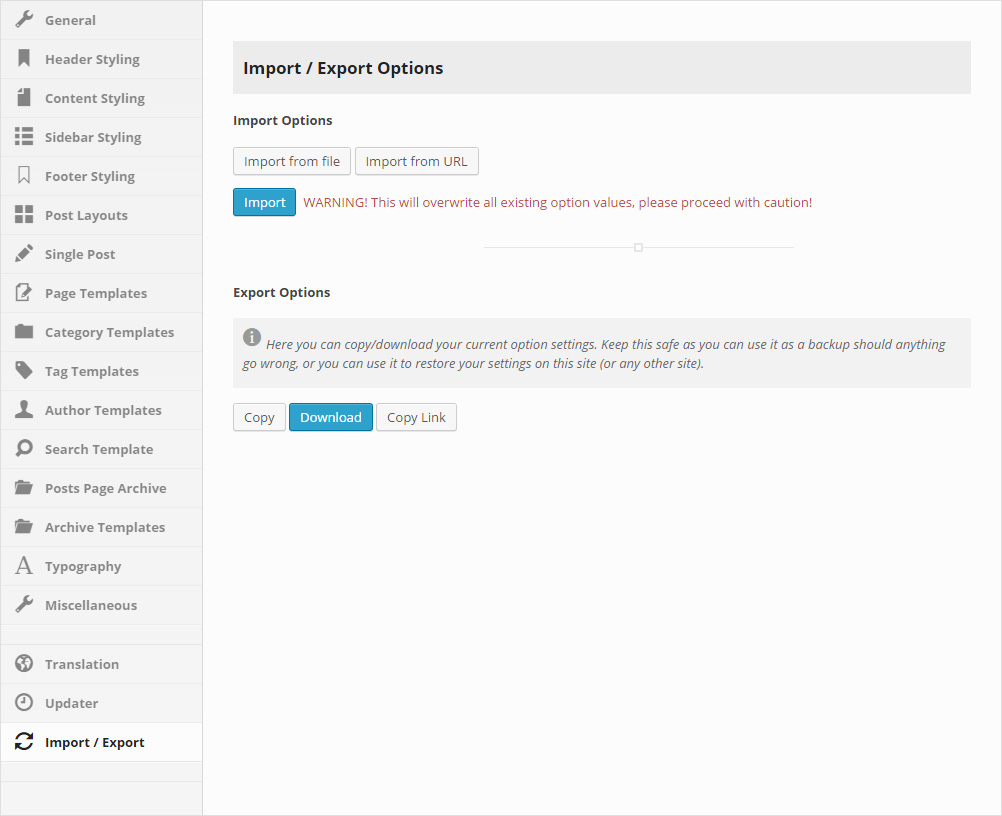 General
Header Styling
Content Styling
Sidebar Styling
Footer Styling
Post Layouts
Single Post
Page Templates
Category Templates
Tag Templates
Author Templates
Search Template
Posts Page Archive
Archive Templates
Typography
Miscellaneous
Translation
Updater
Import / Export
Import / Export Options
Import Options
Import from file Import from URL
Import WARNING! This will overwrite all existing option values, please proceed with caution!
Export Options
Here you can copy/download your current option settings. Keep this safe as you can use it as a backup should anything
go wrong, or you can use it to restore your settings on this site (or any other site).
Copy Download Copy Link